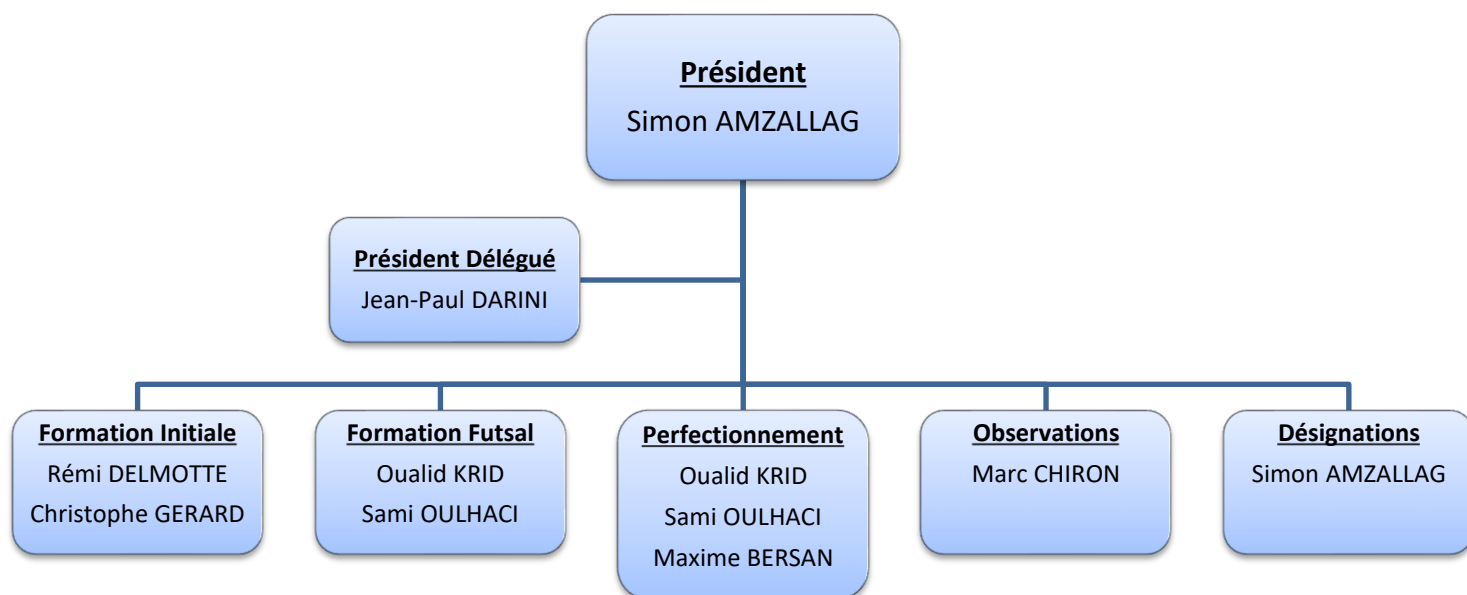 Président
Simon AMZALLAG
Président Délégué
Jean-Paul DARINI
Formation Initiale
Rémi DELMOTTE
Christophe GERARD
Formation Futsal
Oualid KRID
Sami OULHACI
Perfectionnement
Oualid KRID
Sami OULHACI
Maxime BERSAN
Observations
Marc CHIRON
Désignations
Simon AMZALLAG